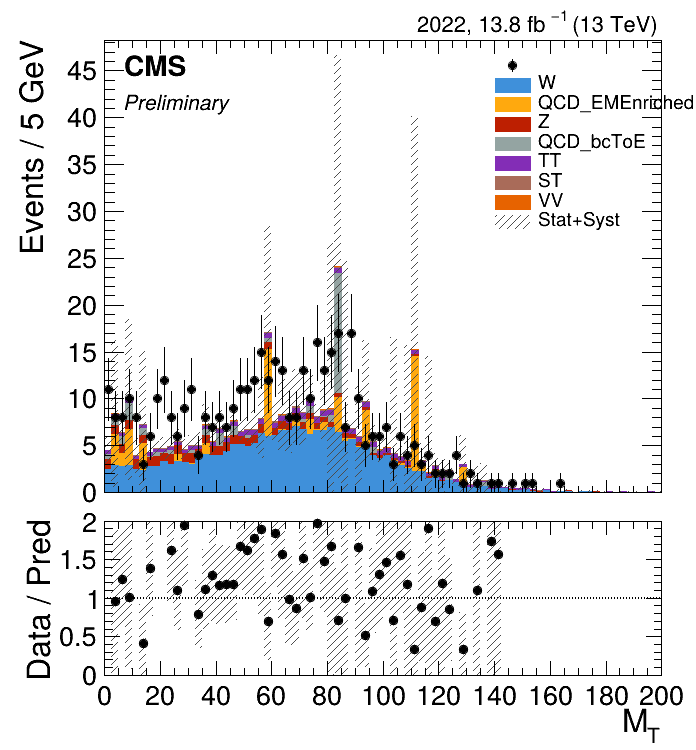 2022, 13.8 fb ⁻¹ (13 TeV)
CMS
Preliminary
W
QCD_EMEnriched
Z
QCD_bcToE
TT
ST
VV
Stat+Syst
Events / 5 GeV
45
40
35
30
25
20
15
10
5
0
Data / Pred
2
1.5
1
0.5
0
0 20 40 60 80 100 120 140 160 180 200
M_T